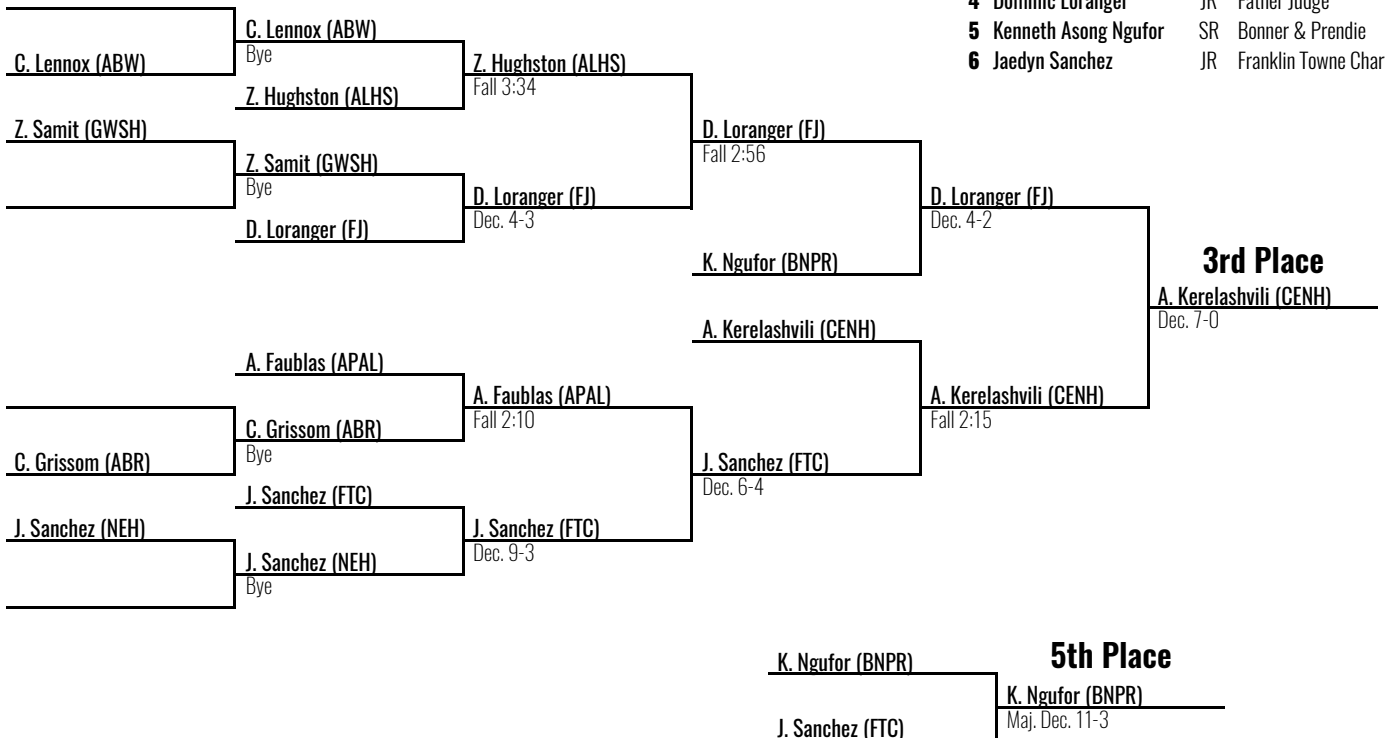 4 Dominic Loranger JR Father Judge
5 Kenneth Asong Ngufor SR Bonner & Prendie
6 Jaedyn Sanchez JR Franklin Towne Char
C. Lennox (ABW)
C. Lennox (ABW)
Bye
Z. Hughston (ALHS)
Z. Hughston (ALHS)
Fall 3:34
Z. Samit (GWSH)
Z. Samit (GWSH)
Bye
D. Loranger (FJ)
D. Loranger (FJ)
Dec. 4-3
D. Loranger (FJ)
Fall 2:56
K. Ngufor (BNPR)
D. Loranger (FJ)
Dec. 4-2
3rd Place
A. Kerelashvili (CENH)
Dec. 7-0
A. Kerelashvili (CENH)
A. Kerelashvili (CENH)
Fall 2:15
A. Faublas (APAL)
A. Faublas (APAL)
Fall 2:10
C. Grissom (ABR)
C. Grissom (ABR)
Bye
J. Sanchez (FTC)
J. Sanchez (FTC)
Dec. 6-4
J. Sanchez (NEH)
J. Sanchez (NEH)
Bye
J. Sanchez (FTC)
Dec. 9-3
5th Place
K. Ngufor (BNPR)
K. Ngufor (BNPR)
Maj. Dec. 11-3
J. Sanchez (FTC)